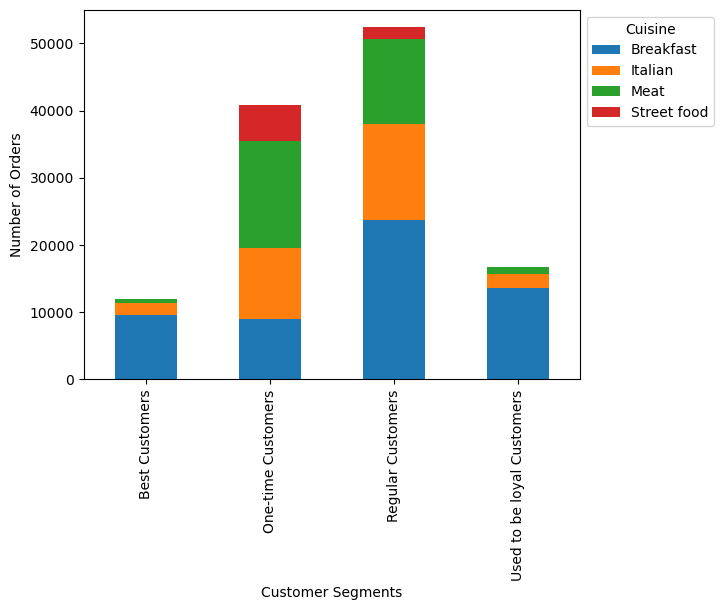 Cuisine
Breakfast
Italian
Meat
Street food
Number of Orders
50000
40000
30000
20000
10000
0
Best Customers
One-time Customers
Regular Customers
Used to be loyal Customers
Customer Segments